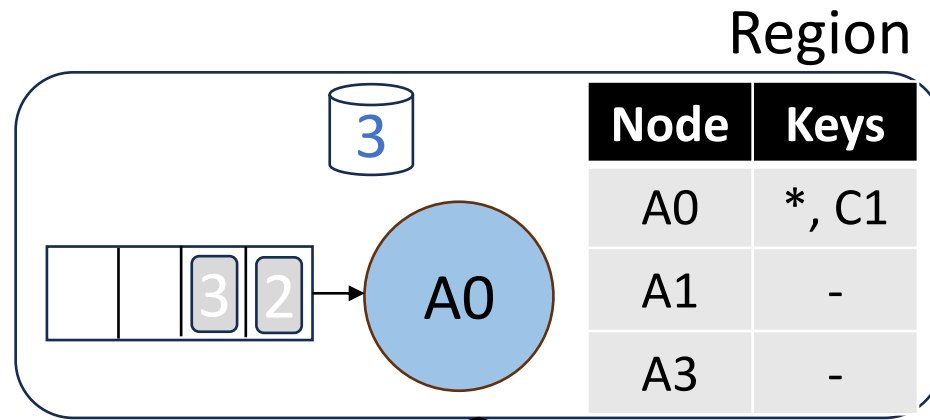 Region
3
Node Keys
A0 *, C1
3 2
A0
A1 -
A3 -